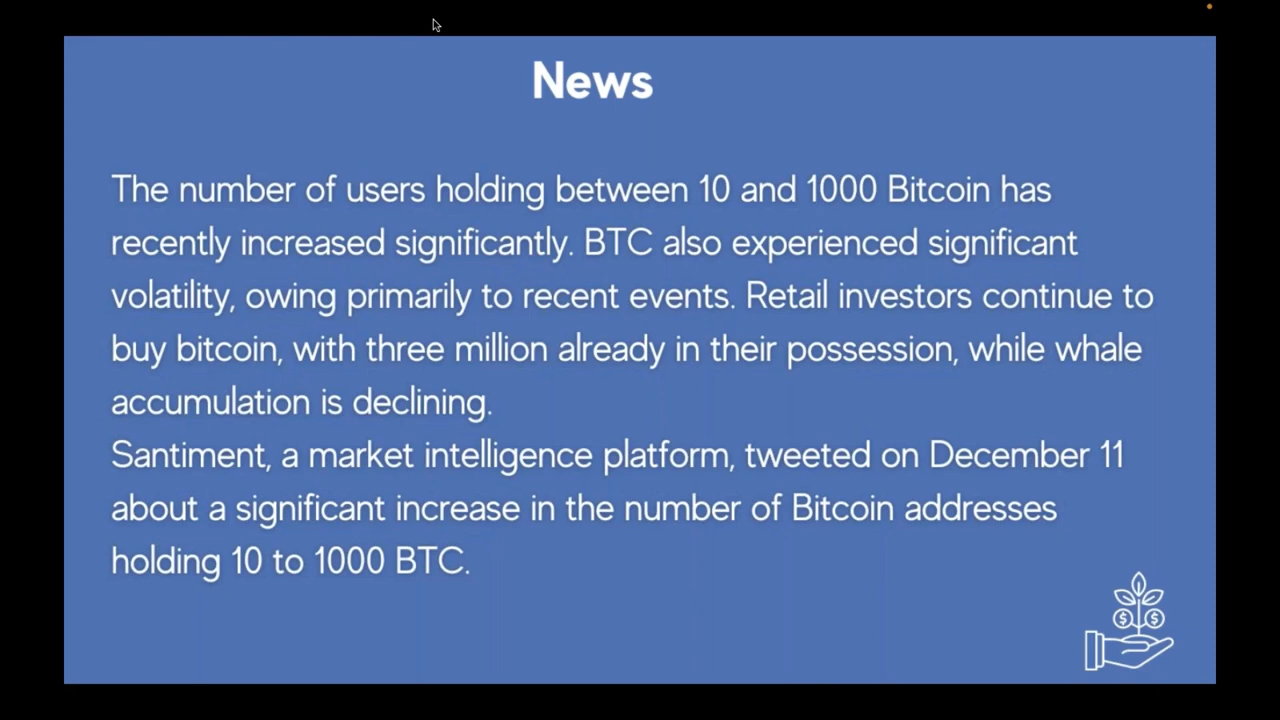 News
The number of users holding between 10 and 1000 Bitcoin has
recently increased significantly. BTC also experienced significant
volatility, owing primarily to recent events. Retail investors continue to
buy bitcoin, with three million already in their possession, while whale
accumulation is declining.
Santiment, a market intelligence platform, tweeted on December 11
about a significant increase in the number of Bitcoin addresses
holding 10 to 1000 BTC.
$ $